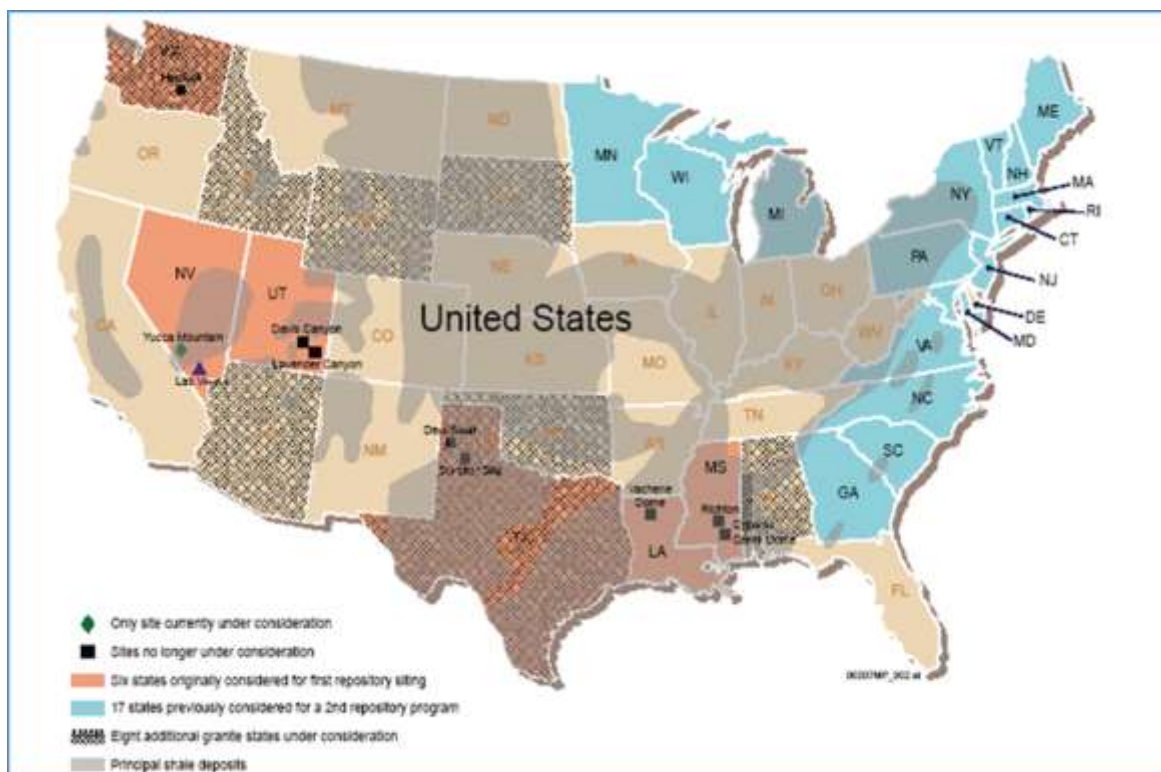 WA
Hanford
MT
ND
OR
MN
WI
MI
ME
VT
NH
NY
MA
RI
CT
NJ
PA
DE
MD
NV
UT
CA
CO
NE
IA
IL
IN
OH
WV
VA
KY
KS
MO
United States
Yucca Mountain
Davis Canyon
Lavender Canyon
Las Vegas
NC
TN
SC
NM
AR
MS
GA
Deaf Smith
TX
LA
Dome
Richton
FL
Only site currently under consideration
Sites no longer under consideration
Six states originally considered for first repository siting
17 states previously considered for a 2nd repository program
Eight additional granite states under consideration
Principal shale deposits